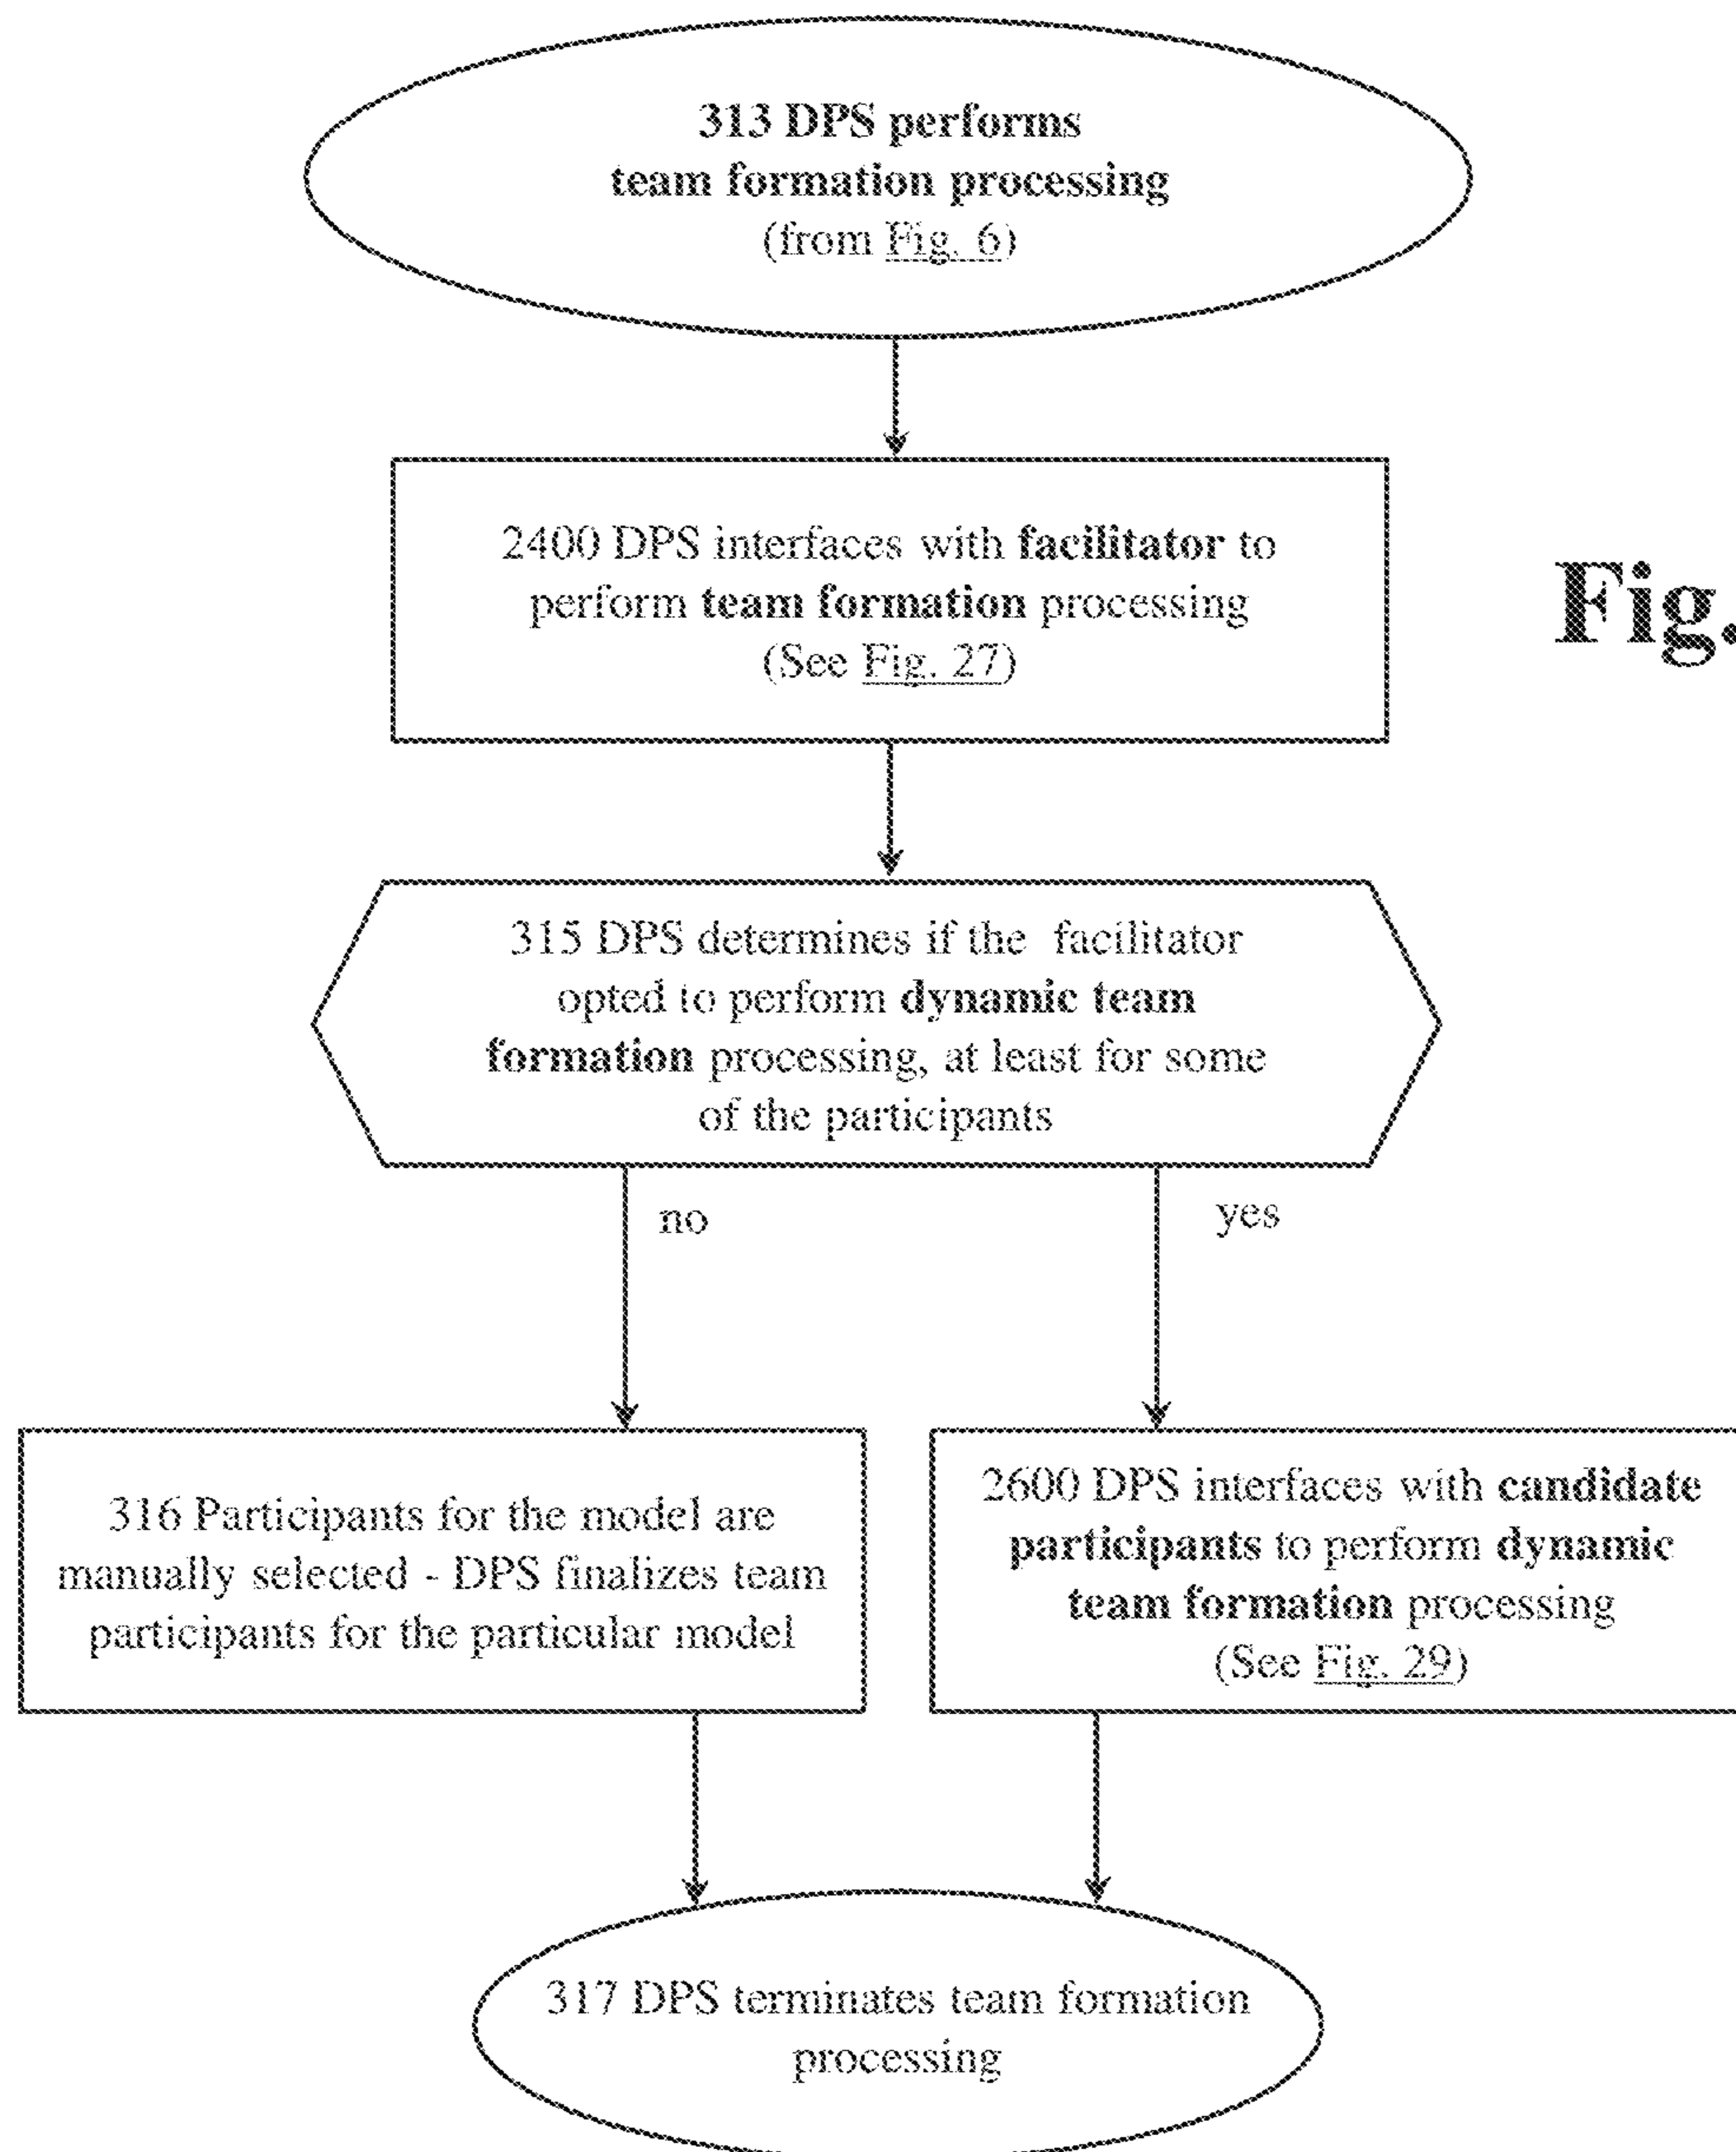 313 DPS performs
team formation processing
(from Fig. 6)
2400 DPS interfaces with facilitator to
perform team formation processing
(See Fig. 27)
Fig.
315 DPS determines if the facilitator
opted to perform dynamic team
formation processing, at least for some
of the participants
no
yes
316 Participants for the model are
manually selected - DPS finalizes team
participants for the particular model
2600 DPS interfaces with candidate
participants to perform dynamic
team formation processing
(See Fig. 29)
317 DPS terminates team formation
processing